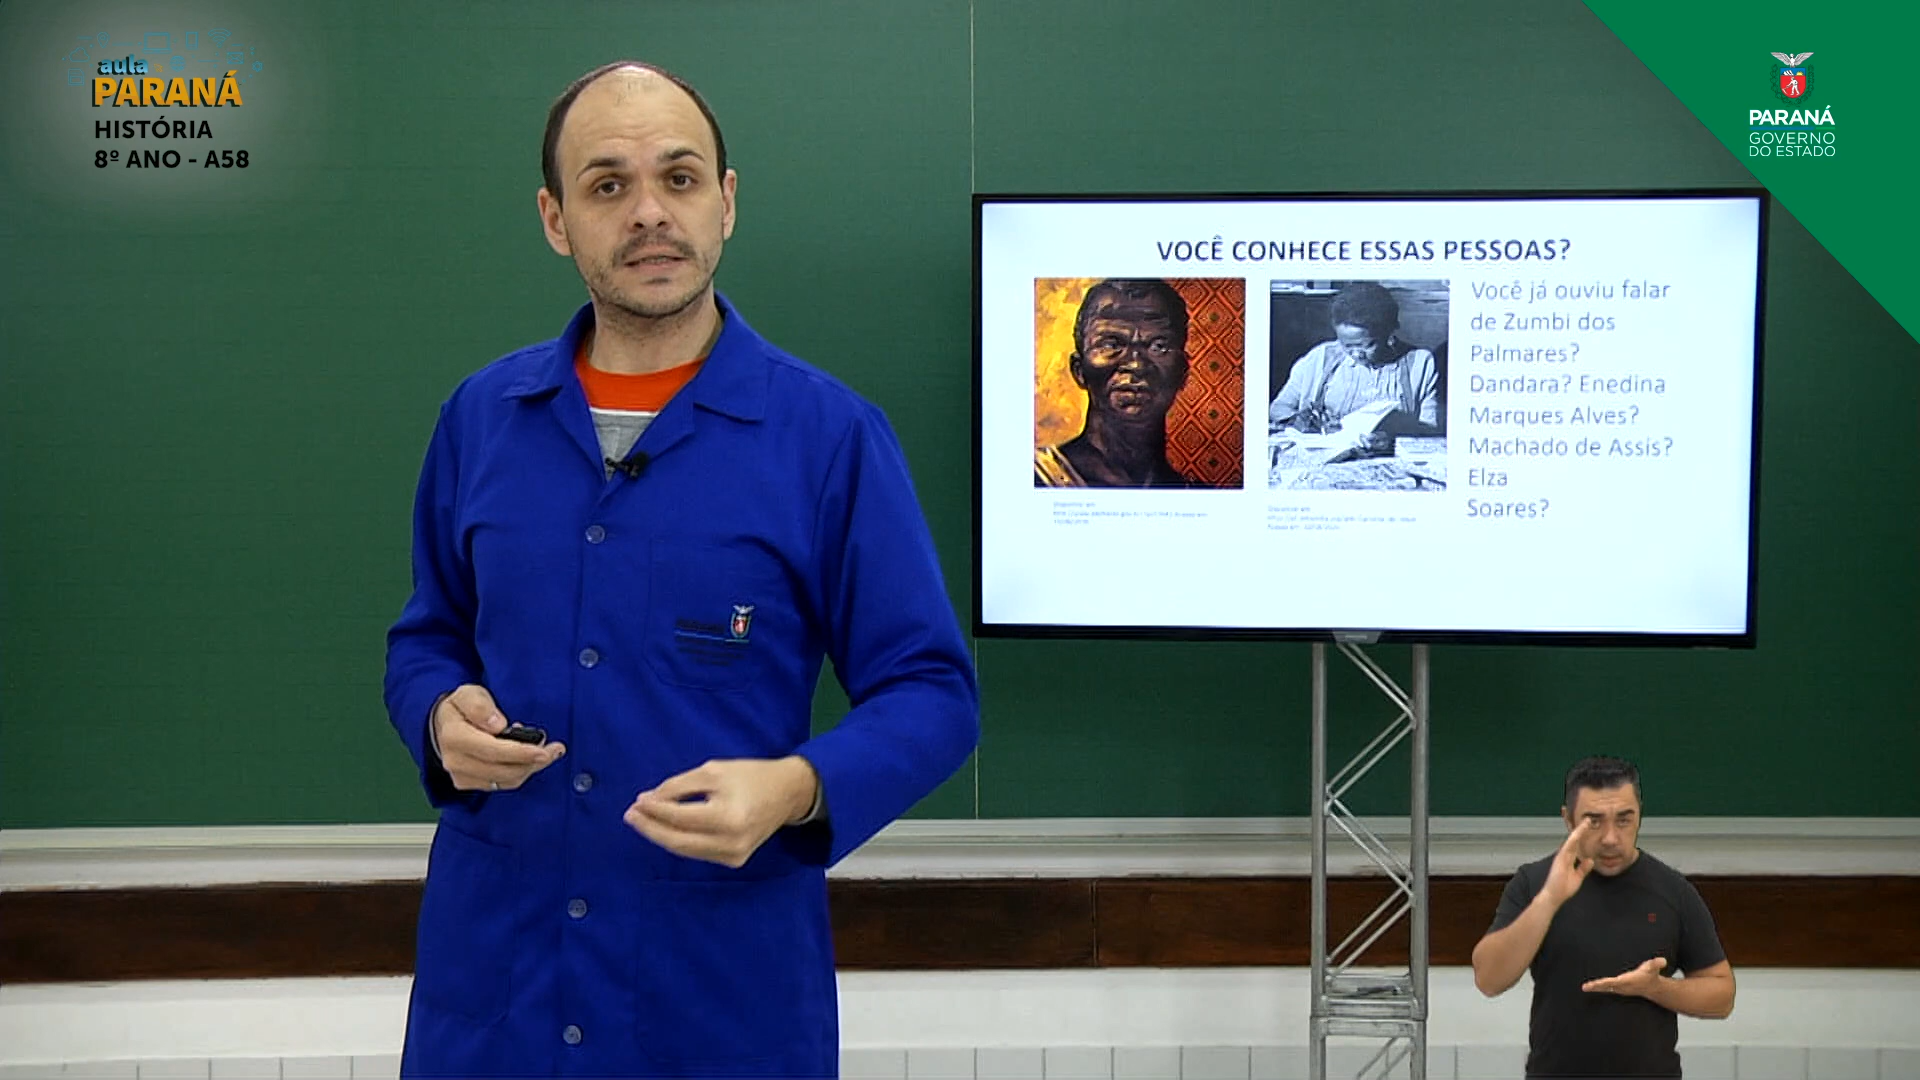 aula
PARANÁ
HISTÓRIA
8º ANO - A58
PARANÁ
GOVERNO
DO ESTADO
VOCÊ CONHECE ESSAS PESSOAS?
Você já ouviu falar
de Zumbi dos
Palmares?
Dandara? Enedina
Marques Alves?
Machado de Assis?
Elza
Soares?